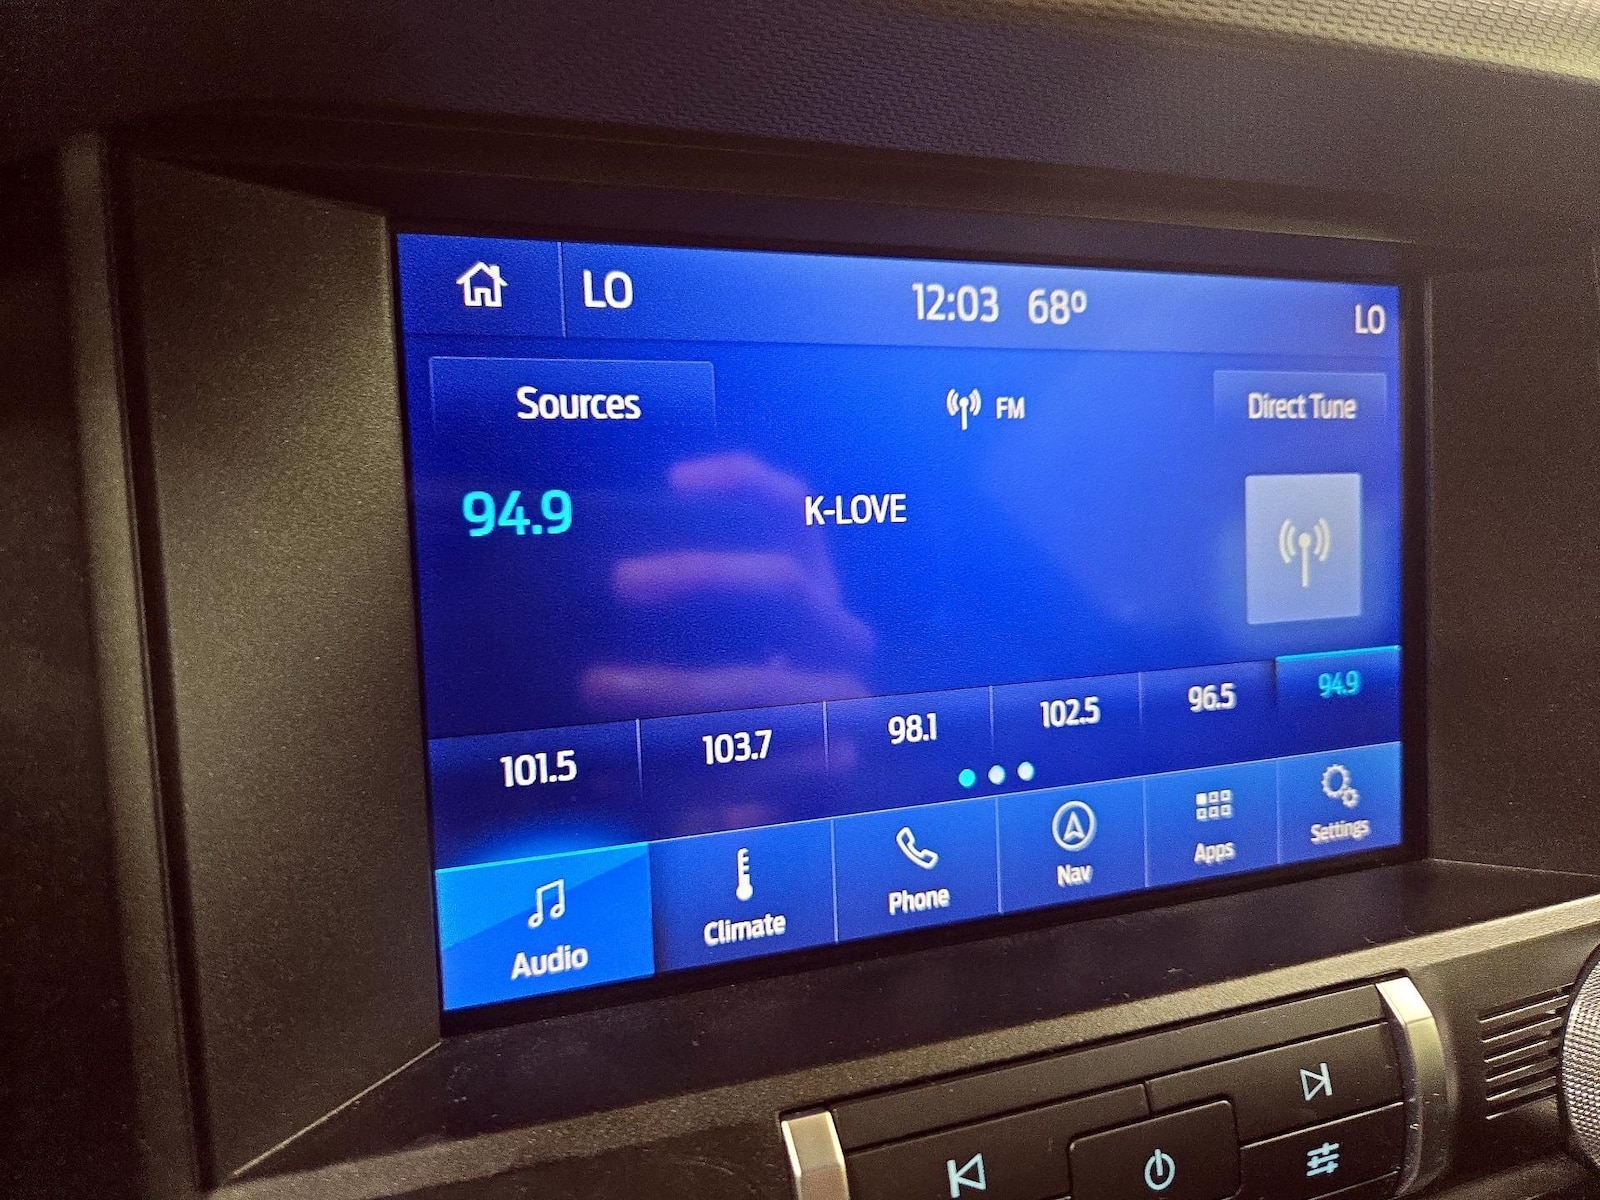 LO 12:03 68° LO
Sources FM Direct Tune
94.9 K-LOVE
101.5 103.7 98.1 102.5 96.5 94.9
Audio Climate Phone Nav Apps Settings